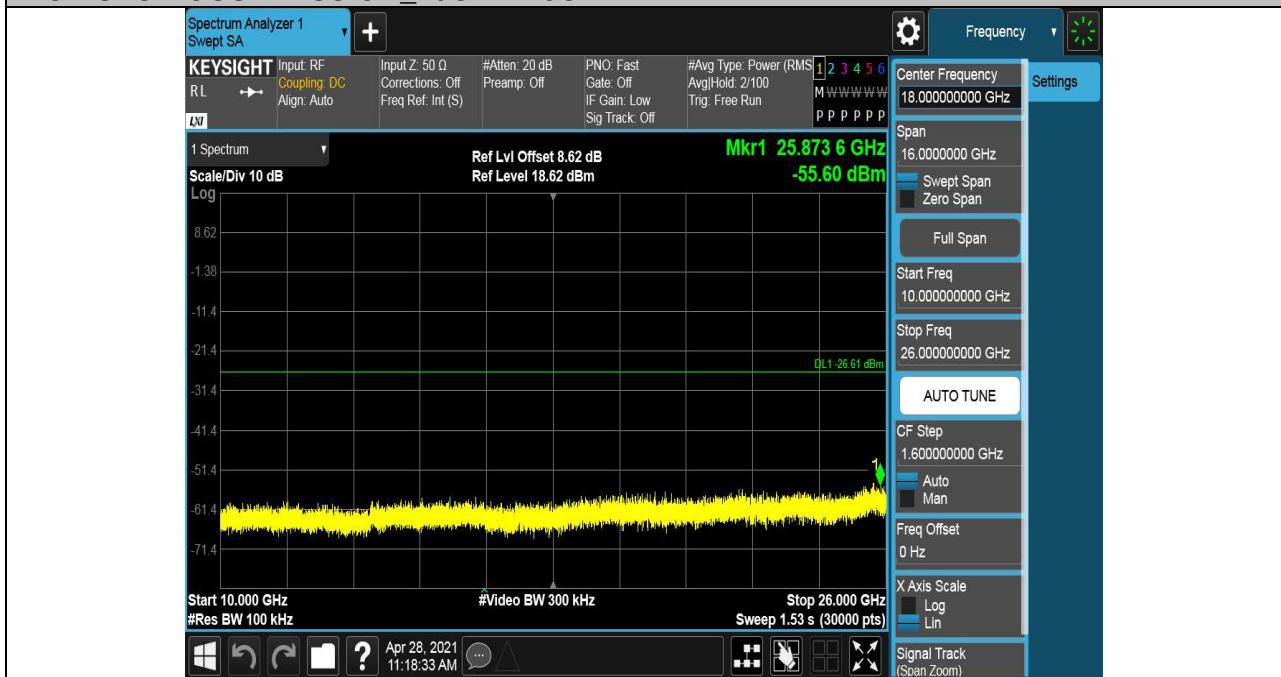 Spectrum Analyzer 1
Swept SA
+
Frequency
KEYSIGHT
RL
LXI
Input: RF
Coupling: DC
Align: Auto
Input Z: 50 Ω
Corrections: Off
Freq Ref: Int (S)
#Atten: 20 dB
Preamp: Off
PNO: Fast
Gate: Off
IF Gain: Low
Sig Track: Off
#Avg Type: Power (RMS
Avg|Hold: 2/100
Trig: Free Run
1 2 3 4 5 6
M W W W W W
P P P P P P
Center Frequency
18.000000000 GHz
Settings
1 Spectrum
Scale/Div 10 dB
Ref Lvl Offset 8.62 dB
Ref Level 18.62 dBm
Mkr1 25.873 6 GHz
-55.60 dBm
Span
16.0000000 GHz
Swept Span
Zero Span
Full Span
Log
8.62
-1.38
-11.4
-21.4
-31.4
-41.4
-51.4
-61.4
-71.4
DL1 -26.61 dBm
1
Start Freq
10.000000000 GHz
Stop Freq
26.000000000 GHz
AUTO TUNE
CF Step
1.600000000 GHz
Auto
Man
Freq Offset
0 Hz
X Axis Scale
Log
Lin
Signal Track
(Span Zoom)
Start 10.000 GHz
#Res BW 100 kHz
#Video BW 300 kHz
Stop 26.000 GHz
Sweep 1.53 s (30000 pts)
?
Apr 28, 2021
11:18:33 AM